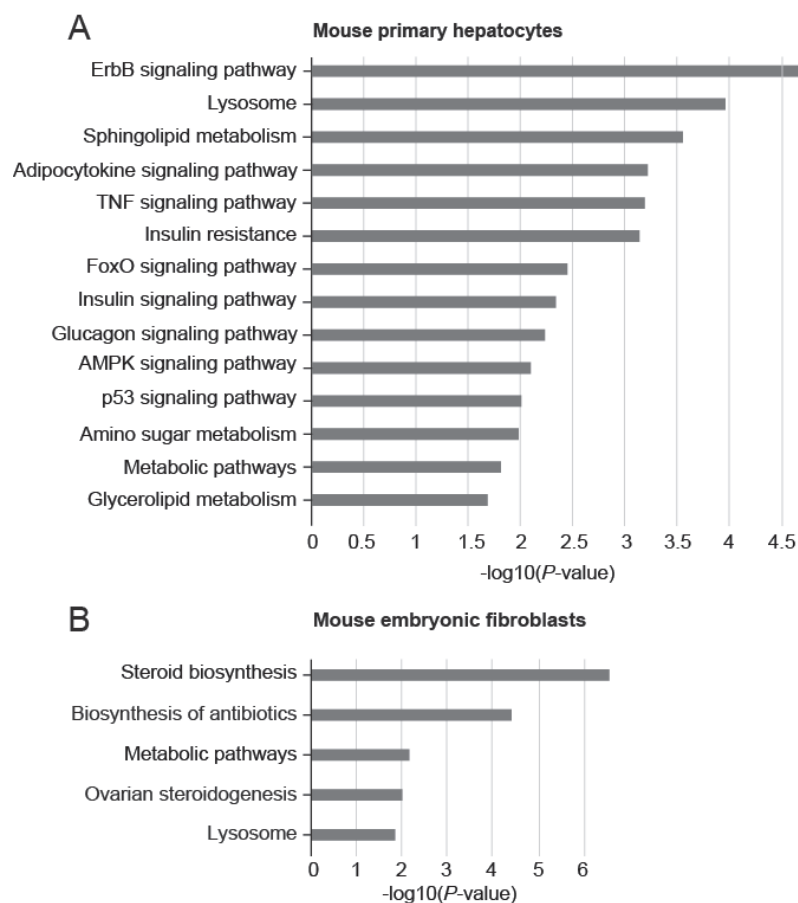 A
Mouse primary hepatocytes
ErbB signaling pathway
Lysosome
Sphingolipid metabolism
Adipocytokine signaling pathway
TNF signaling pathway
Insulin resistance
FoxO signaling pathway
Insulin signaling pathway
Glucagon signaling pathway
AMPK signaling pathway
p53 signaling pathway
Amino sugar metabolism
Metabolic pathways
Glycerolipid metabolism
0 0.5 1 1.5 2 2.5 3 3.5 4 4.5
-log10(P-value)
B
Mouse embryonic fibroblasts
Steroid biosynthesis
Biosynthesis of antibiotics
Metabolic pathways
Ovarian steroidogenesis
Lysosome
0 1 2 3 4 5 6
-log10(P-value)